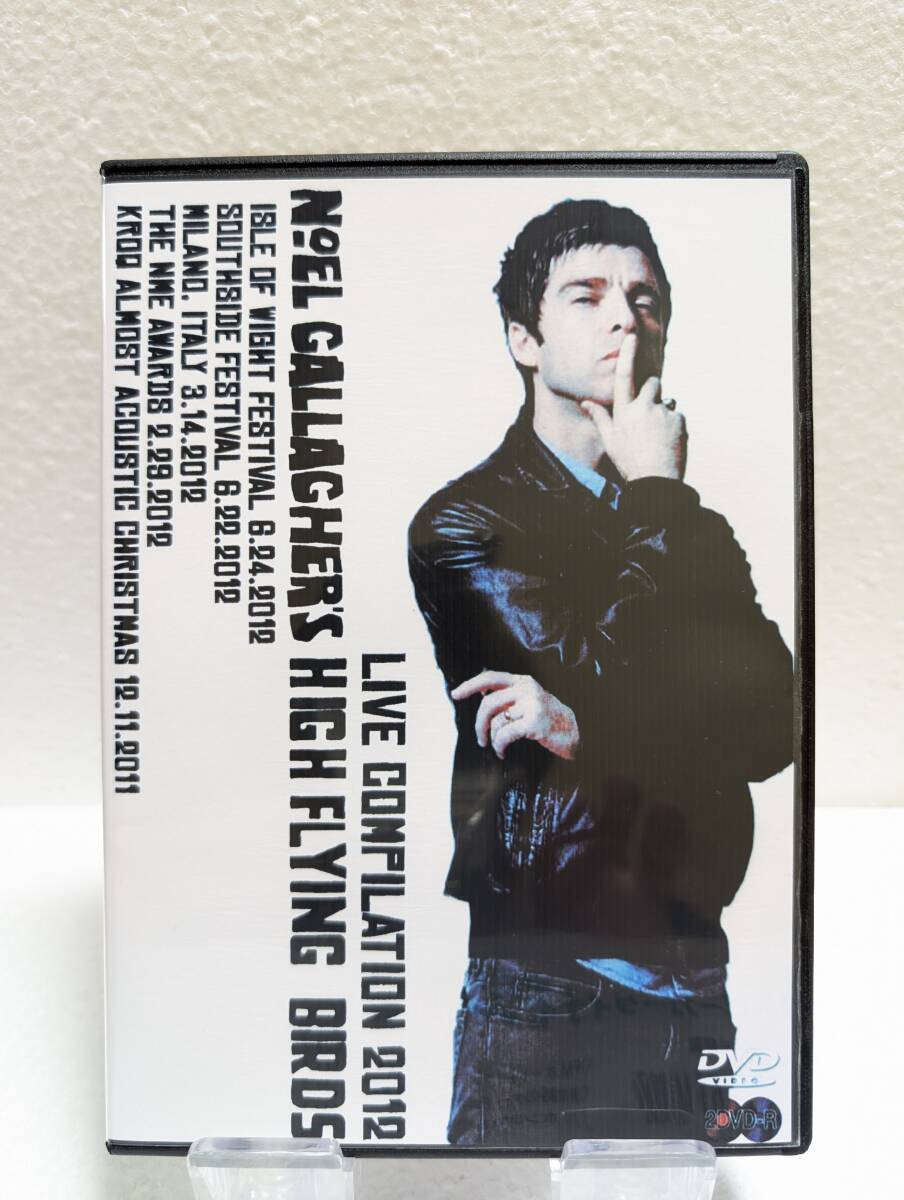 LIVE COMPILATION 2012
NOEL GALLAGHER'S HIGH FLYING BIRDS
ISLE OF WIGHT FESTIVAL 6.24.2012
SOUTHSIDE FESTIVAL 6.22.2012
MILANO, ITALY 3.14.2012
THE NME AWARDS 2.29.2012
KROQ ALMOST ACOUSTIC CHRISTMAS 12.11.2011
DVD
VIDEO
2DVD-R